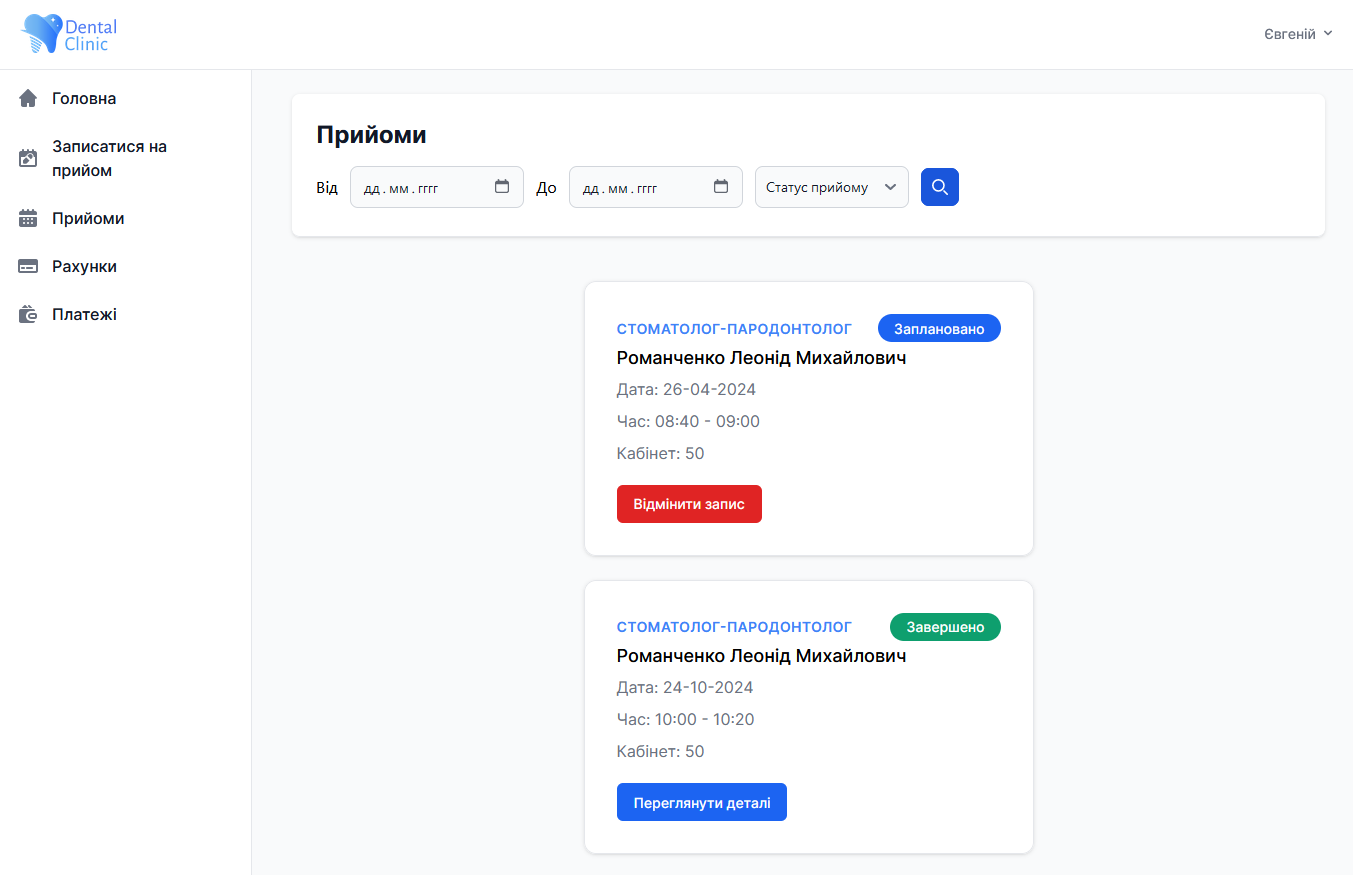 Dental
Clinic
Євгеній
Головна
Записатися на
прийом
Прийоми
Рахунки
Платежі
Прийоми
Від дд.мм.гггг До дд.мм.гггг Статус прийому
СТОМАТОЛОГ-ПАРОДОНТОЛОГ Заплановано
Романченко Леонід Михайлович
Дата: 26-04-2024
Час: 08:40 - 09:00
Кабінет: 50
Відмінити запис
СТОМАТОЛОГ-ПАРОДОНТОЛОГ Завершено
Романченко Леонід Михайлович
Дата: 24-10-2024
Час: 10:00 - 10:20
Кабінет: 50
Переглянути деталі